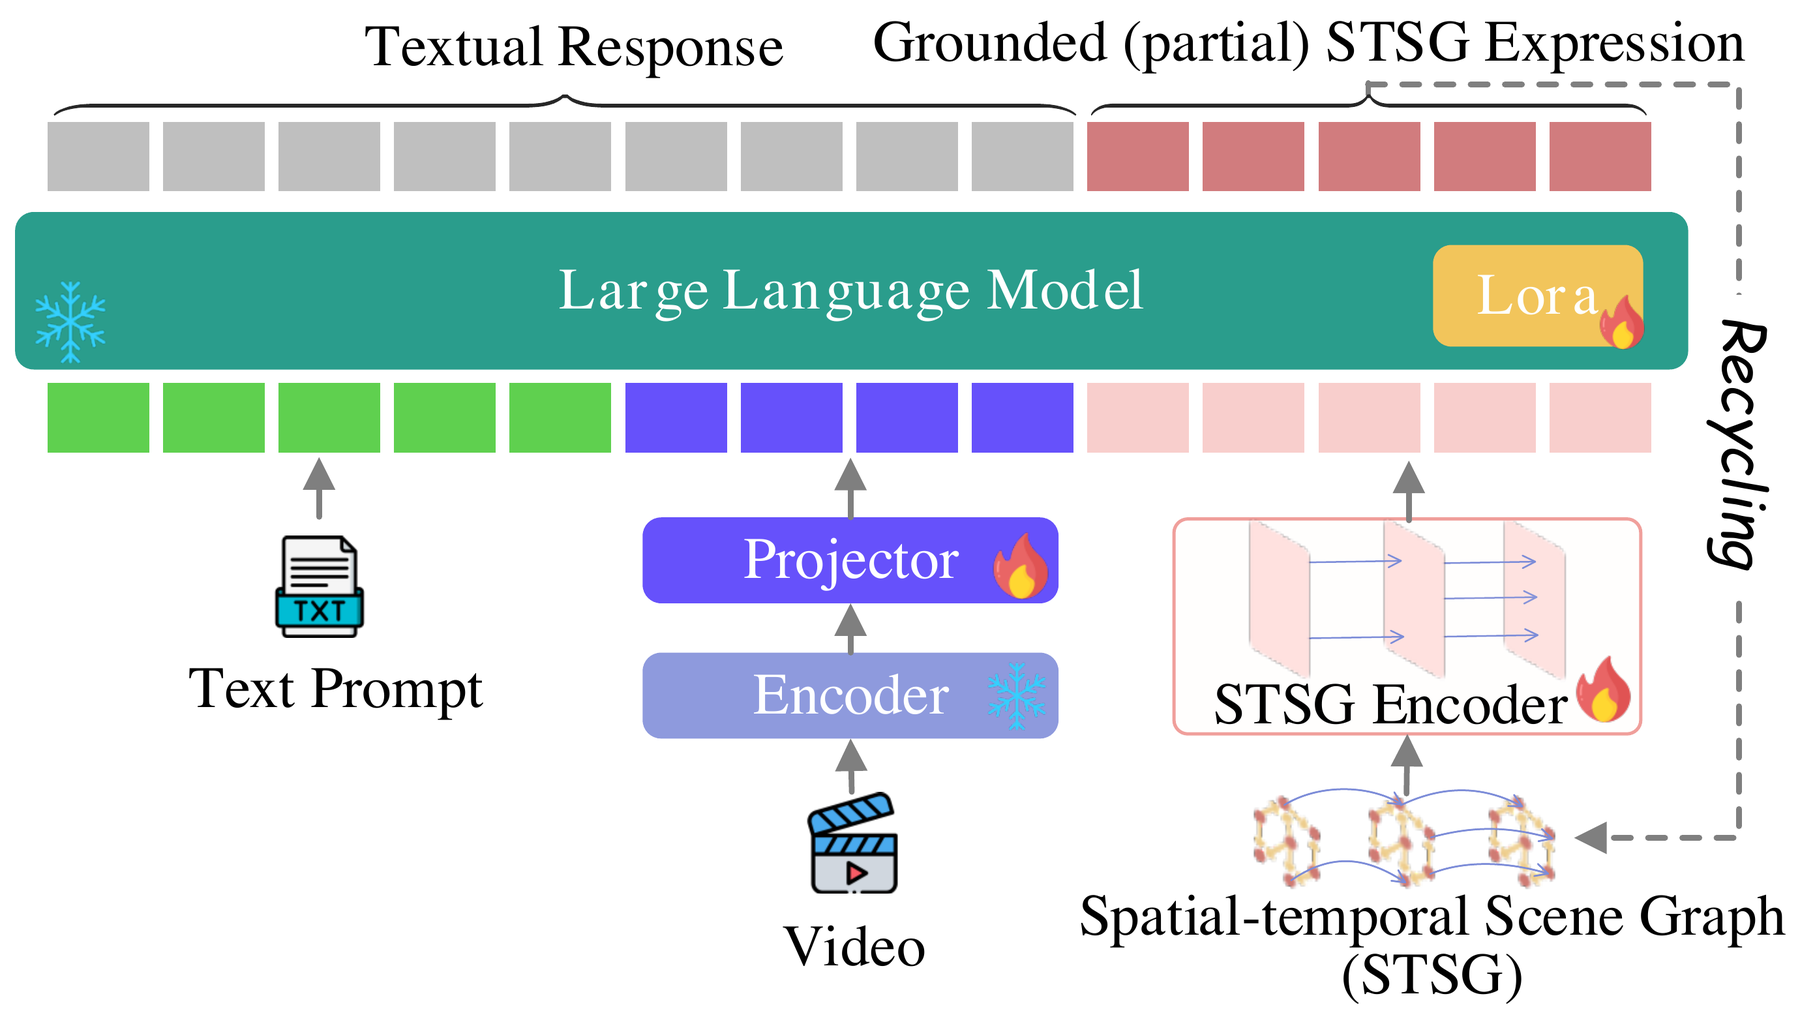 Textual Response
Grounded (partial) STSG Expression
Large Language Model
Lora
Recycling
Projector
TXT
Text Prompt
Encoder
STSG Encoder
Video
Spatial-temporal Scene Graph
(STSG)